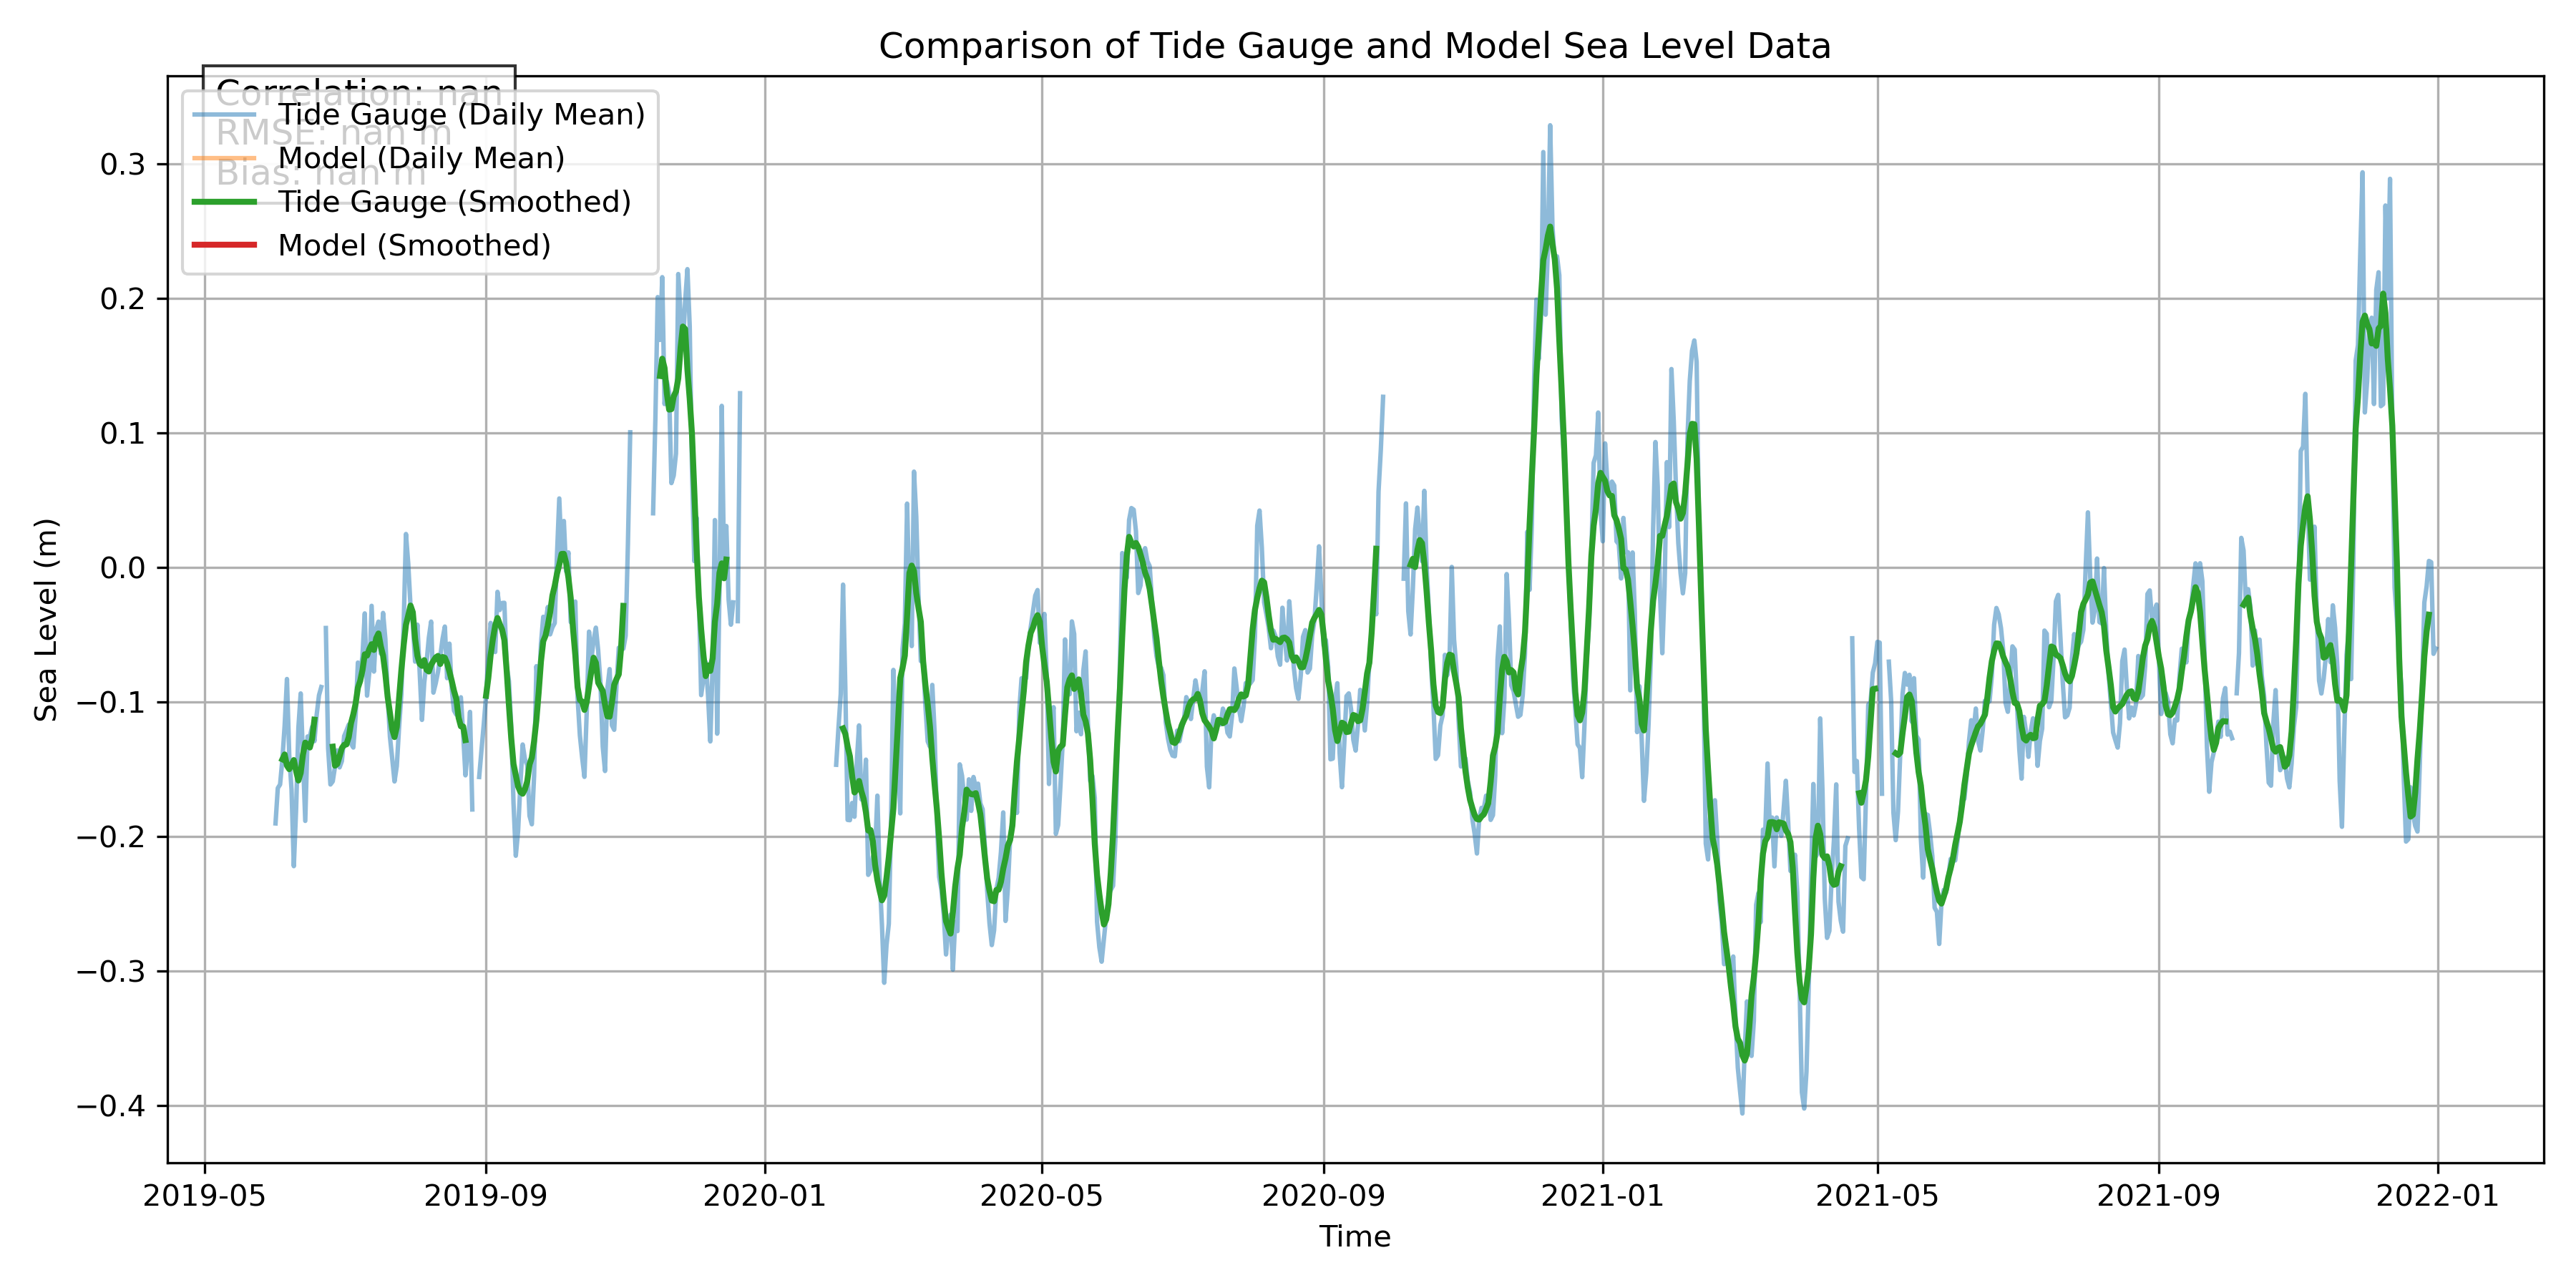 Comparison of Tide Gauge and Model Sea Level Data
Correlation: nan
RMSE: nan m
Bias: nan m
Tide Gauge (Daily Mean)
Model (Daily Mean)
Tide Gauge (Smoothed)
Model (Smoothed)
Sea Level (m)
0.3
0.2
0.1
0.0
−0.1
−0.2
−0.3
−0.4
2019-05
2019-09
2020-01
2020-05
2020-09
2021-01
2021-05
2021-09
2022-01
Time